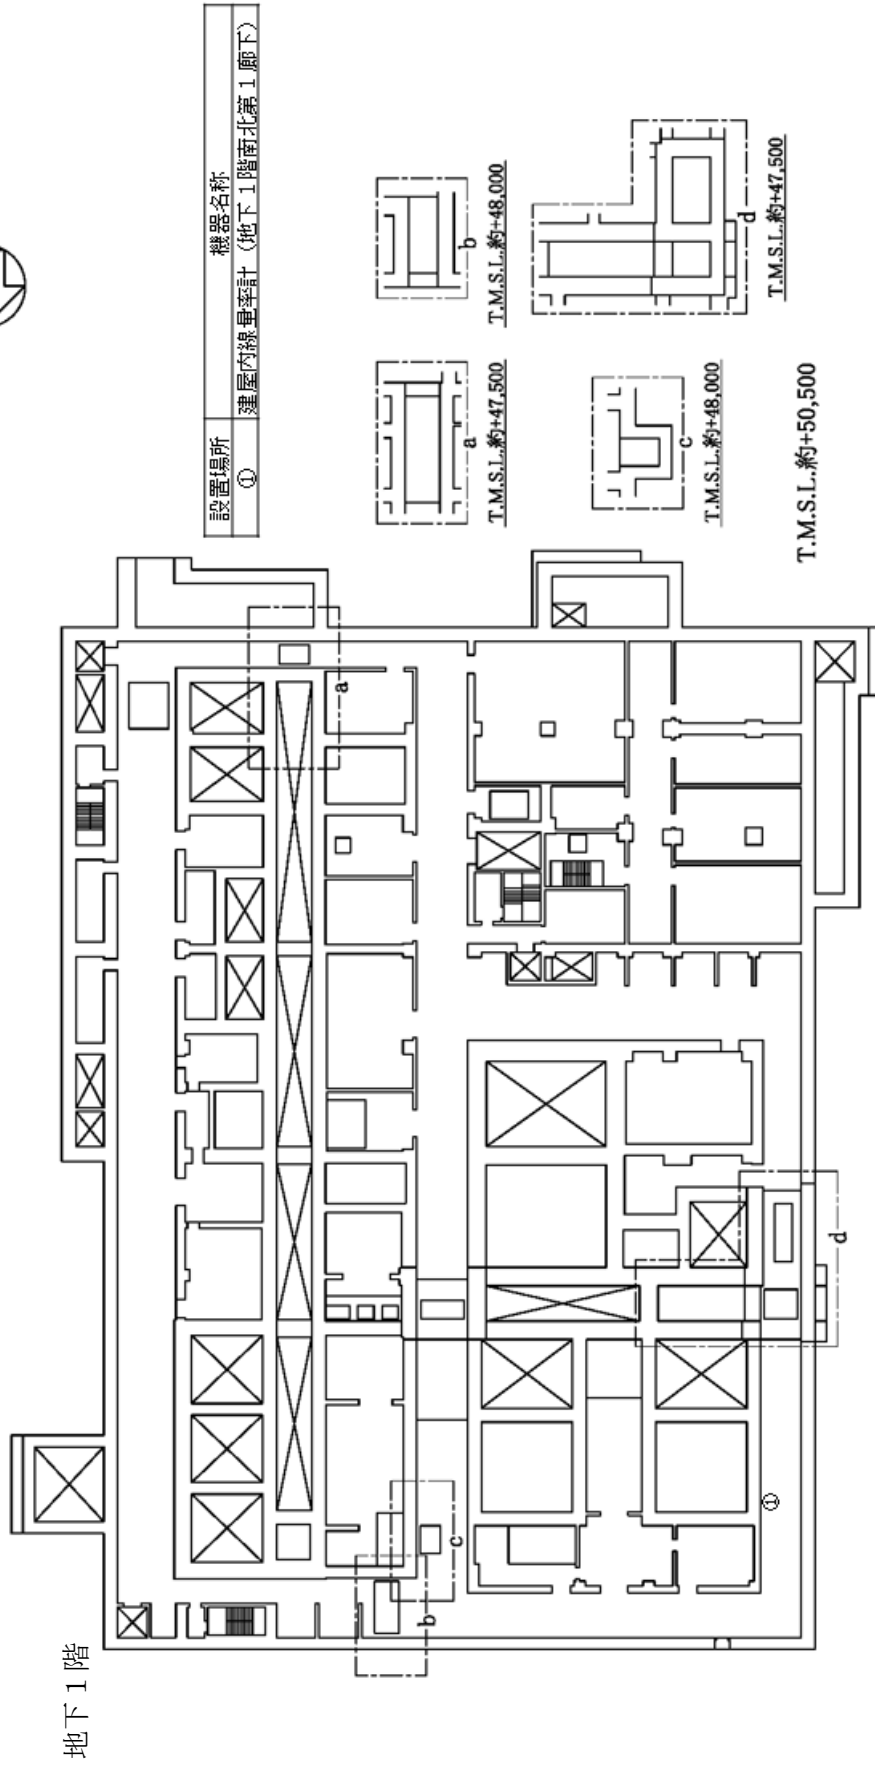 地下 1 階
設置場所 機器名称
① 建屋内線量率計（地下 1 階南北第 1 廊下）
a
T.M.S.L.約+47,500
b
T.M.S.L.約+48,000
c
T.M.S.L.約+48,000
d
T.M.S.L.約+47,500
T.M.S.L.約+50,500
a
b
c
d
①